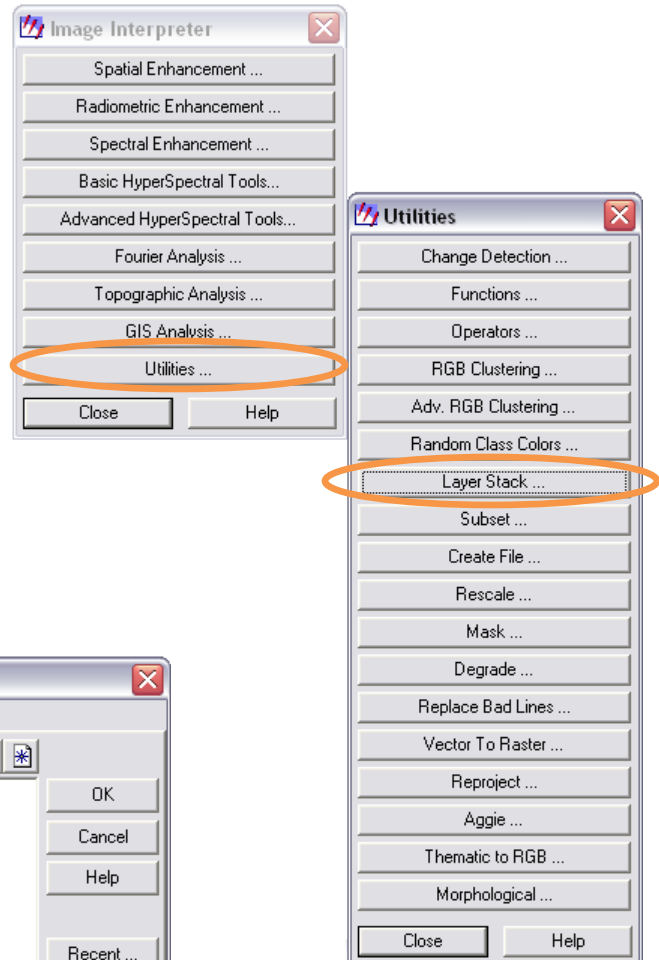 Image Interpreter
Spatial Enhancement ...
Radiometric Enhancement ...
Spectral Enhancement ...
Basic HyperSpectral Tools...
Advanced HyperSpectral Tools...
Fourier Analysis ...
Topographic Analysis ...
GIS Analysis ...
Utilities ...
Close Help
Utilities
Change Detection ...
Functions ...
Operators ...
RGB Clustering ...
Adv. RGB Clustering ...
Random Class Colors ...
Layer Stack ...
Subset ...
Create File ...
Rescale ...
Mask ...
Degrade ...
Replace Bad Lines ...
Vector To Raster ...
Reproject ...
Aggie ...
Thematic to RGB ...
Morphological ...
Close Help
OK
Cancel
Help
Recent ...